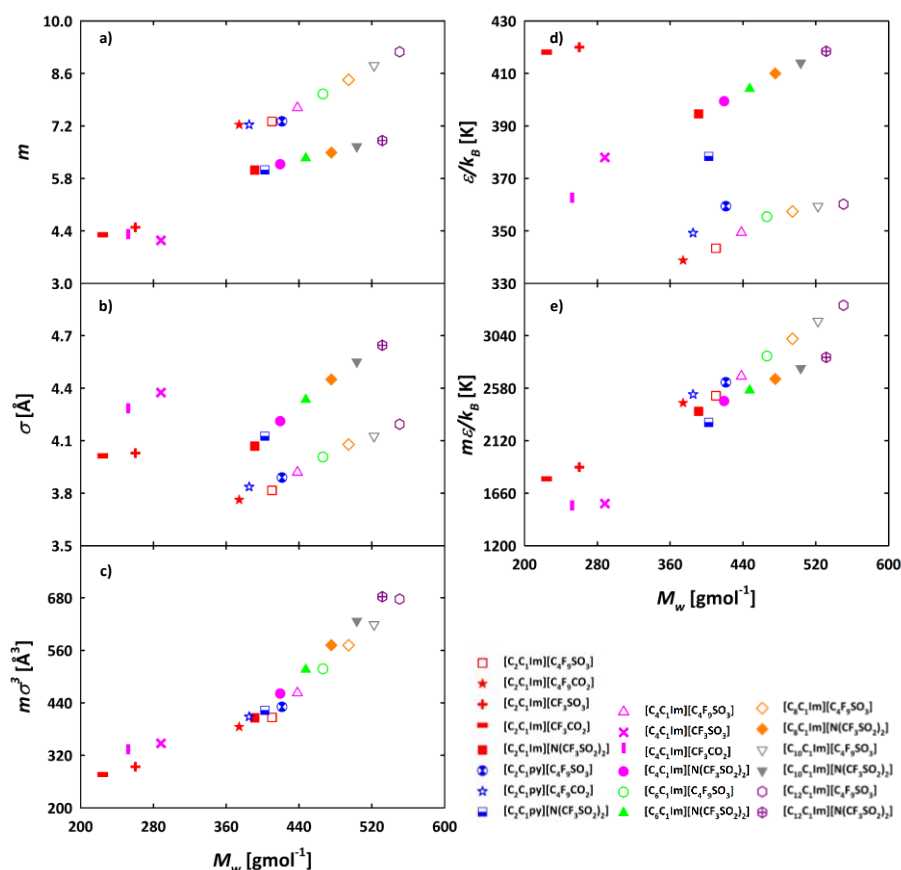 a)
10.0
8.6
7.2
5.8
4.4
3.0
m
b)
4.7
4.4
4.1
3.8
3.5
σ [Å]
c)
680
560
440
320
200
mσ³ [Å³]
200 280 360 440 520 600
M_w [gmol⁻¹]
d)
410
390
370
350
330
ε/k_B [K]
e)
3040
2580
2120
1660
1200
mε/k_B [K]
200 280 360 440 520 600
M_w [gmol⁻¹]
[C₂C₁Im][C₄F₉SO₃]
[C₂C₁Im][C₄F₉CO₂]
[C₂C₁Im][CF₃SO₃]
[C₂C₁Im][CF₃CO₂]
[C₂C₁Im][N(CF₃SO₂)₂]
[C₂C₁py][C₄F₉SO₃]
[C₂C₁py][C₄F₉CO₂]
[C₂C₁py][N(CF₃SO₂)₂]
[C₄C₁Im][C₄F₉SO₃]
[C₄C₁Im][CF₃SO₃]
[C₄C₁Im][CF₃CO₂]
[C₄C₁Im][N(CF₃SO₂)₂]
[C₆C₁Im][C₄F₉SO₃]
[C₆C₁Im][N(CF₃SO₂)₂]
[C₈C₁Im][C₄F₉SO₃]
[C₈C₁Im][N(CF₃SO₂)₂]
[C₁₀C₁Im][C₄F₉SO₃]
[C₁₀C₁Im][N(CF₃SO₂)₂]
[C₁₂C₁Im][C₄F₉SO₃]
[C₁₂C₁Im][N(CF₃SO₂)₂]